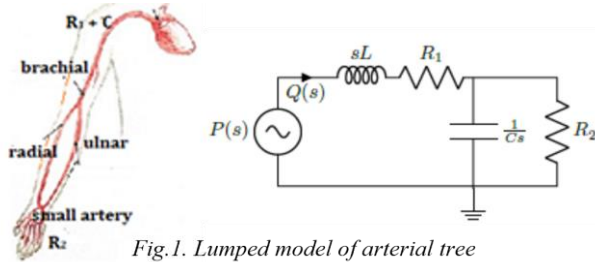 R₁ + C
brachial
radial
ulnar
small artery
R₂
sL
R₁
Q(s)
P(s)
1/Cs
R₂
Fig.1. Lumped model of arterial tree